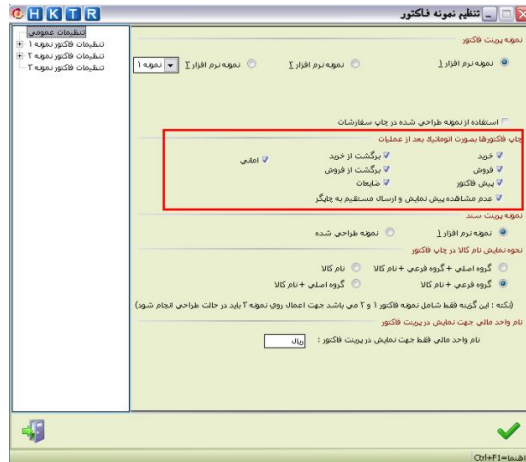 تنظیم نمونه فاکتور
H K T R
تنظیمات عمومی
تنظیمات فاکتور نمونه ۱
تنظیمات فاکتور نمونه ۲
تنظیمات فاکتور نمونه ۳
نمونه پرینت فاکتور
نمونه نرم افزار 1
نمونه نرم افزار 2
نمونه نرم افزار 3
نمونه ۱
استفاده از نمونه طراحی شده در چاپ سفارشات
چاپ فاکتورها بصورت اتوماتیک بعد از عملیات
خرید
برگشت از خرید
امانی
فروش
برگشت از فروش
پیش فاکتور
ضایعات
عدم مشاهده پیش نمایش و ارسال مستقیم به چاپگر
نمونه پرینت سند
نمونه نرم افزار 1
نمونه طراحی شده
نحوه نمایش نام کالا در چاپ فاکتور
گروه اصلی + گروه فرعی + نام کالا
نام کالا
گروه فرعی + نام کالا
گروه اصلی + نام کالا
(نکته : این گزینه فقط شامل نمونه فاکتور ۱ و ۲ می باشد جهت اعمال روی نمونه ۳ باید در حالت طراحی انجام شود)
نام واحد مالی جهت نمایش در پرینت فاکتور
نام واحد مالی فقط جهت نمایش در پرینت فاکتور :
ریال
راهنما=Ctrl+F1